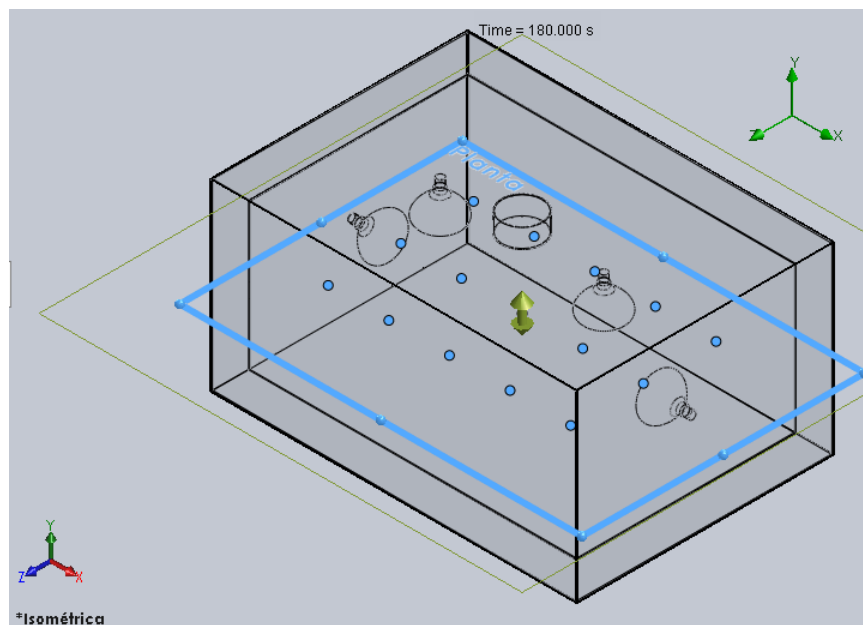 Time = 180.000 s
Y
Z
X
Planta
Y
Z
X
*Isométrica